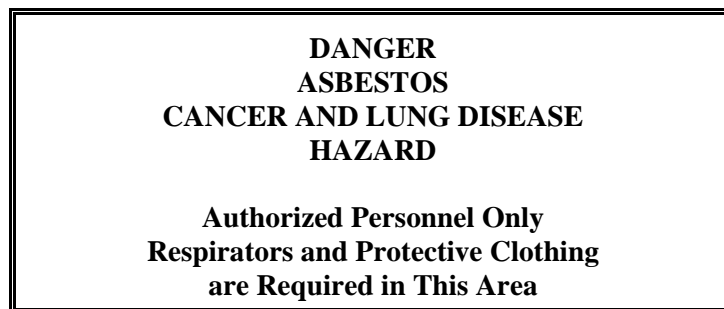 DANGER
ASBESTOS
CANCER AND LUNG DISEASE
HAZARD
Authorized Personnel Only
Respirators and Protective Clothing
are Required in This Area